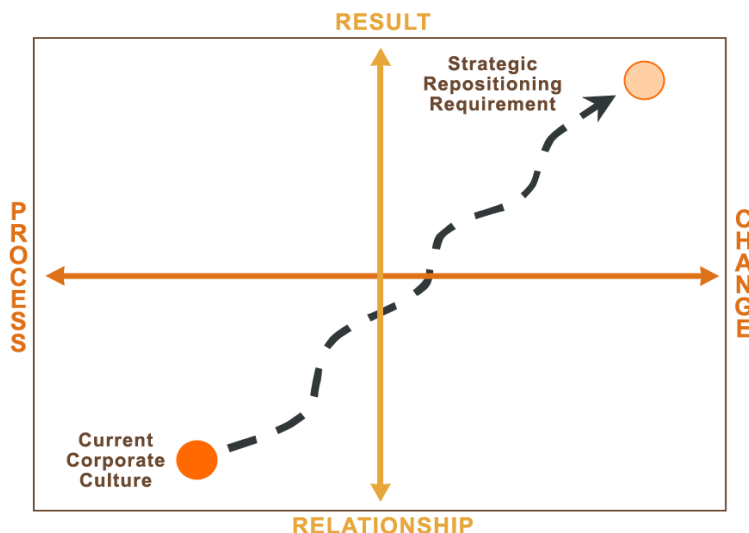 RESULT
Strategic
Repositioning
Requirement
PROCESS
CHANGE
Current
Corporate
Culture
RELATIONSHIP